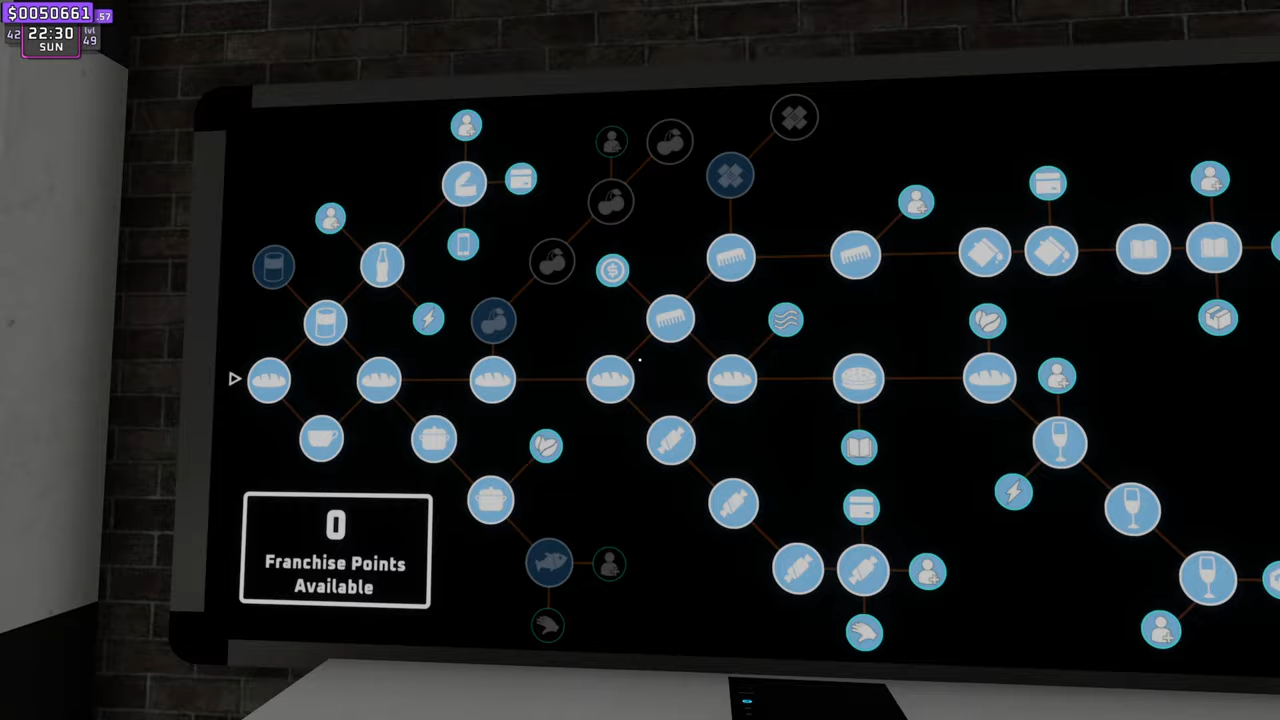 $0050661 .57
42 22:30 lvl 49
SUN
0
Franchise Points
Available